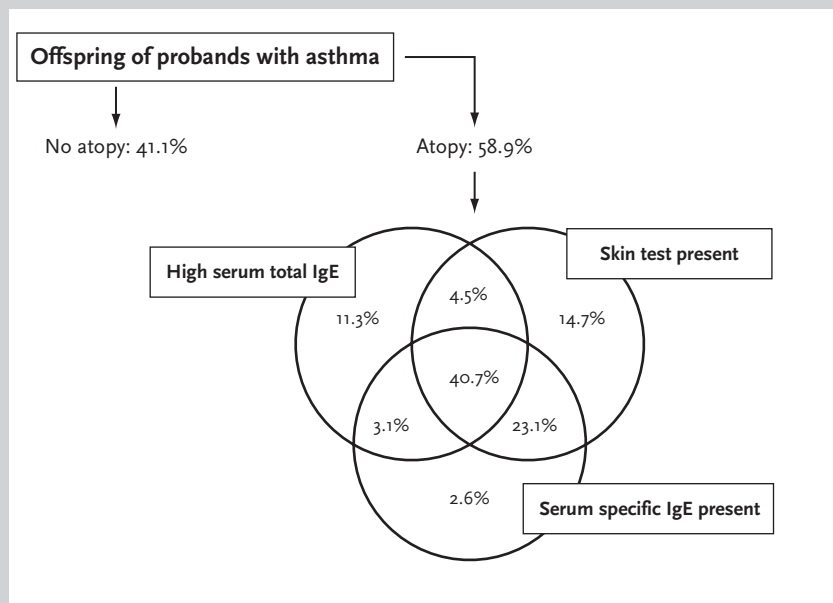 Offspring of probands with asthma
No atopy: 41.1%
Atopy: 58.9%
High serum total IgE
Skin test present
4.5%
11.3%
14.7%
40.7%
3.1%
23.1%
2.6%
Serum specific IgE present